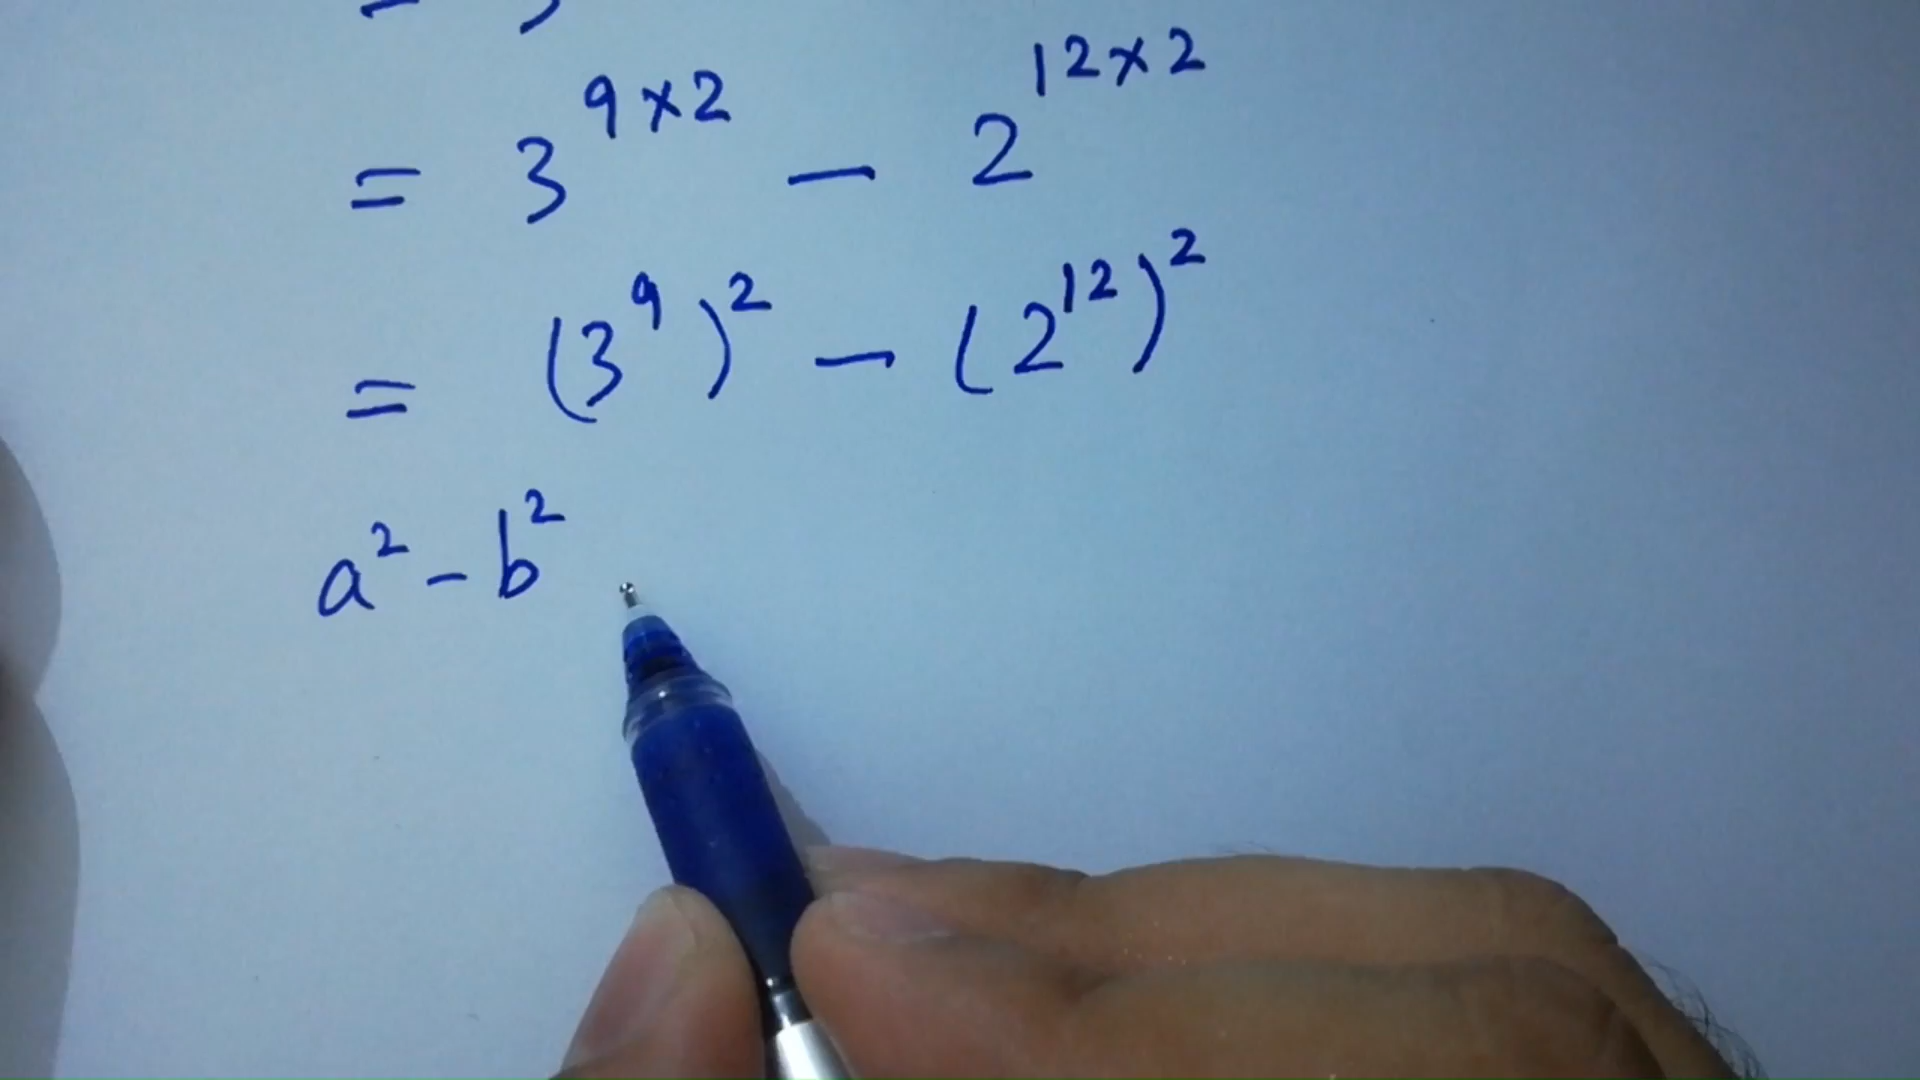 = 3^{9×2} - 2^{12×2}
= (3^9)^2 - (2^{12})^2
a^2 - b^2